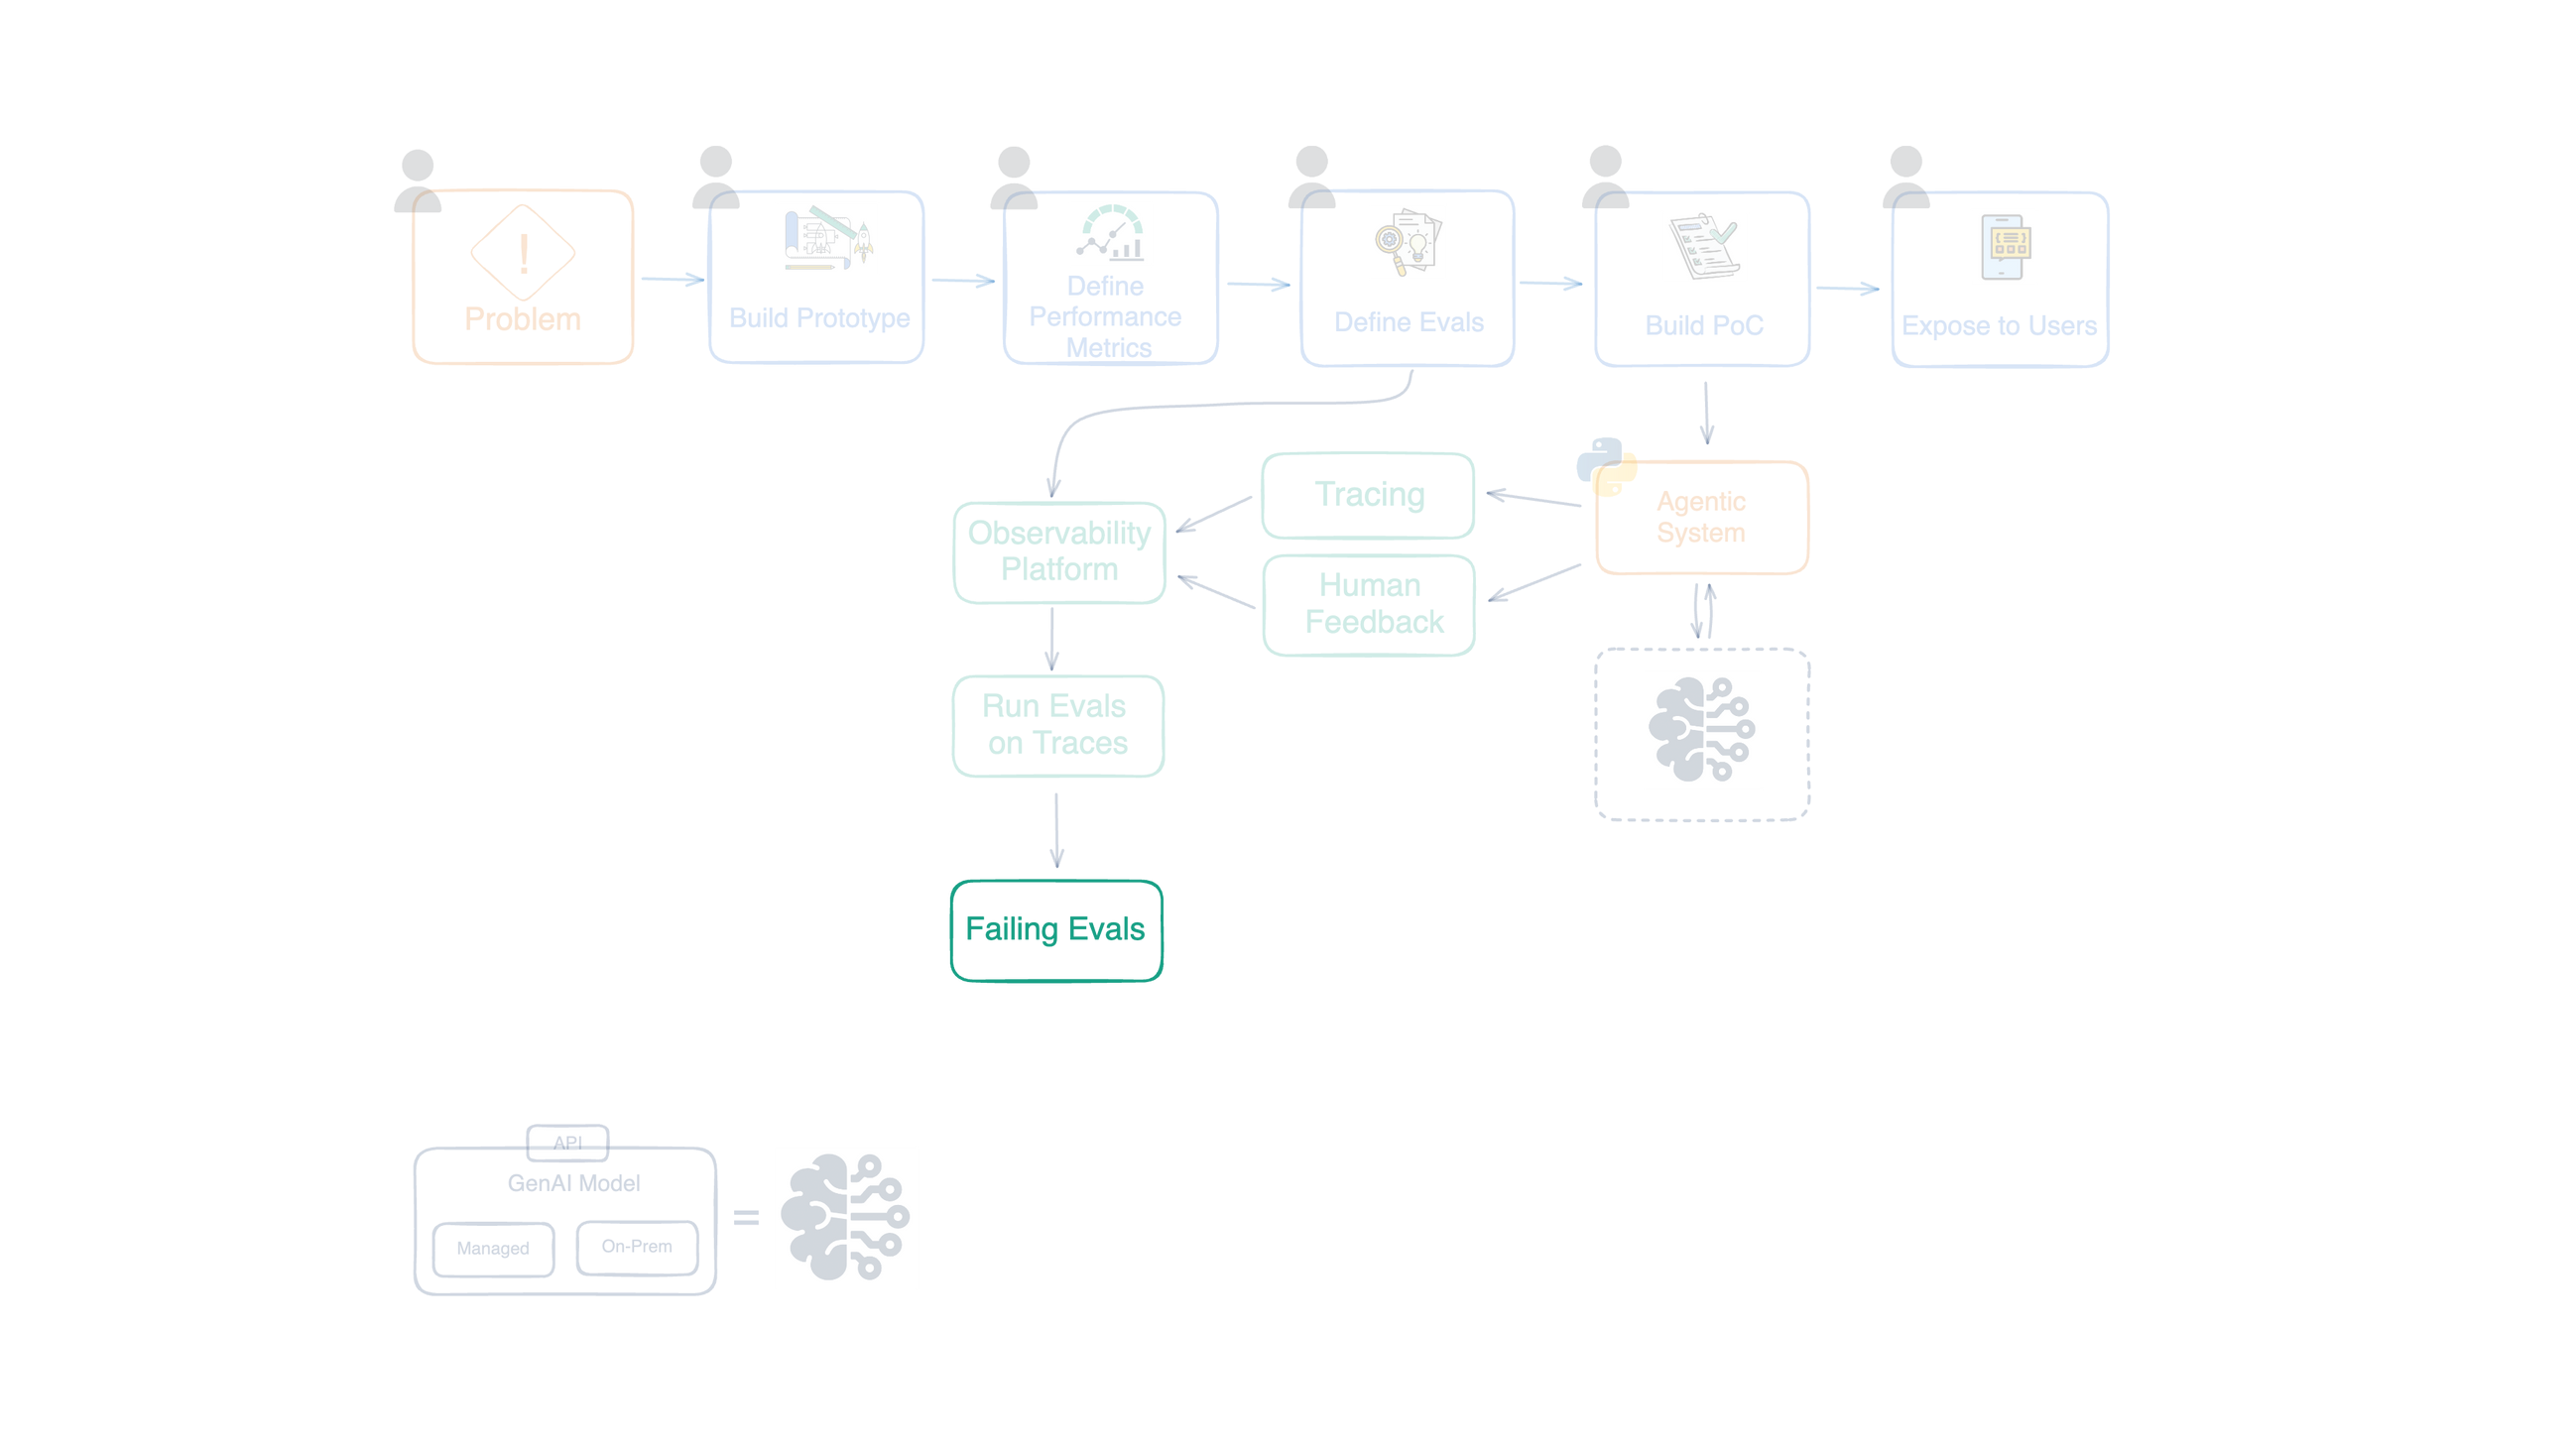 Problem
Build Prototype
Define
Performance
Metrics
Define Evals
Build PoC
Expose to Users
Observability
Platform
Tracing
Human
Feedback
Agentic
System
Run Evals
on Traces
Failing Evals
API
GenAI Model
Managed
On-Prem
=